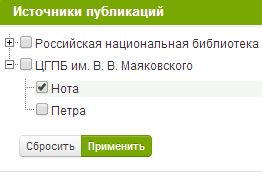 Источники публикаций
Российская национальная библиотека
ЦГПБ им. В. В. Маяковского
Нота
Петра
Сбросить Применить